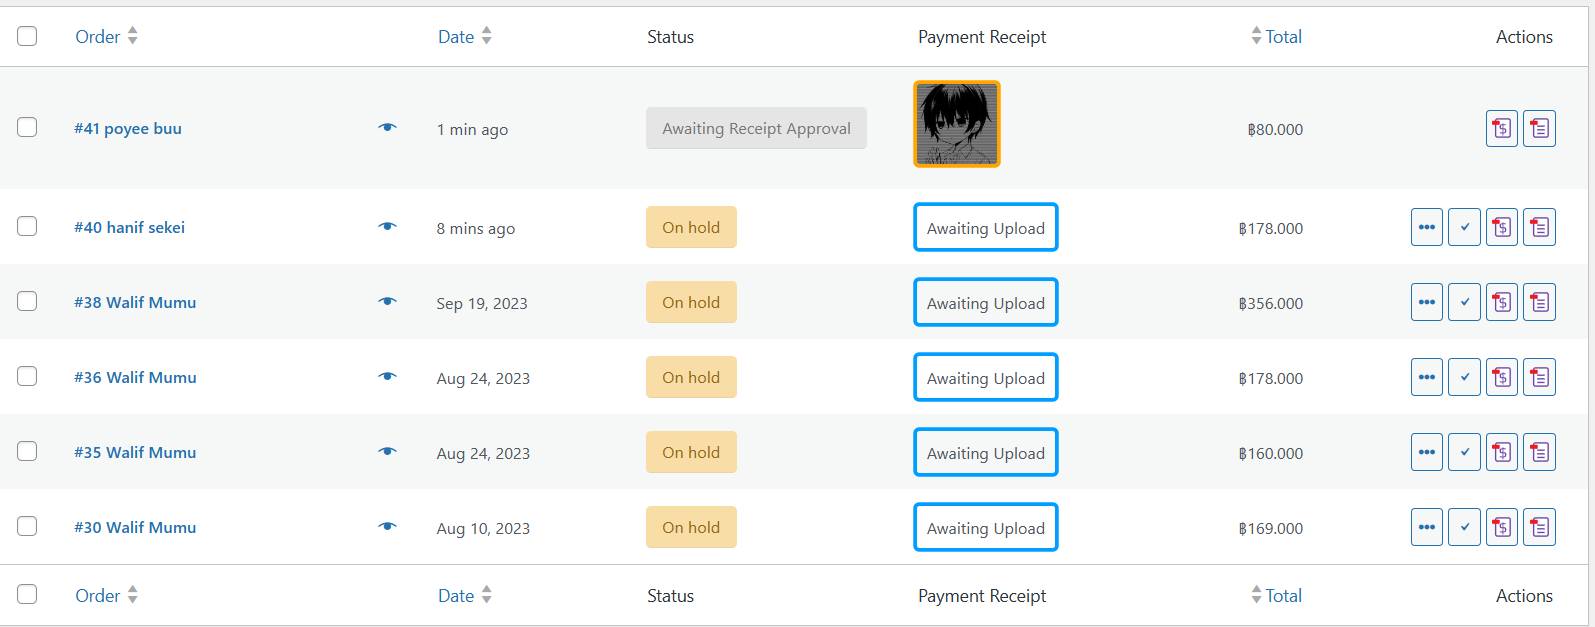 Order Date Status Payment Receipt Total Actions
#41 poyee buu 1 min ago Awaiting Receipt Approval ฿80.000
#40 hanif sekei 8 mins ago On hold Awaiting Upload ฿178.000
#38 Walif Mumu Sep 19, 2023 On hold Awaiting Upload ฿356.000
#36 Walif Mumu Aug 24, 2023 On hold Awaiting Upload ฿178.000
#35 Walif Mumu Aug 24, 2023 On hold Awaiting Upload ฿160.000
#30 Walif Mumu Aug 10, 2023 On hold Awaiting Upload ฿169.000
Order Date Status Payment Receipt Total Actions